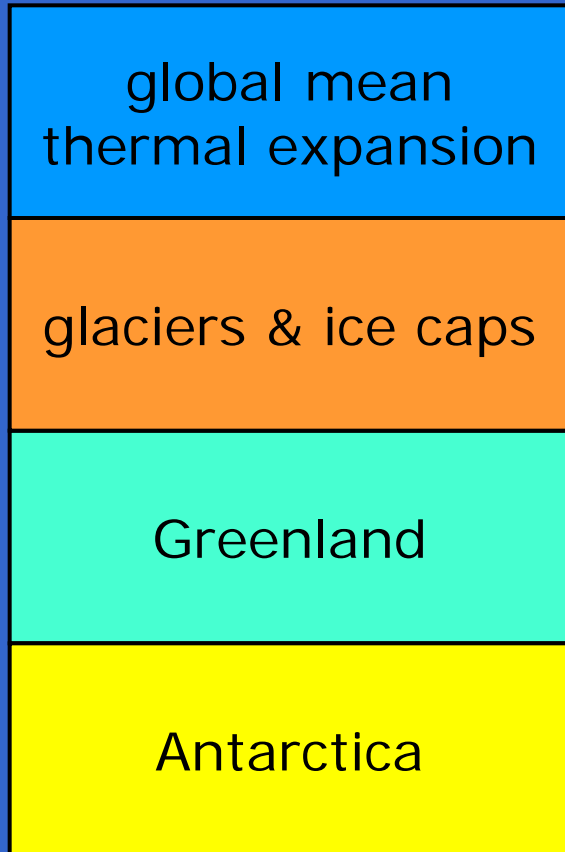 global mean
thermal expansion
glaciers & ice caps
Greenland
Antarctica